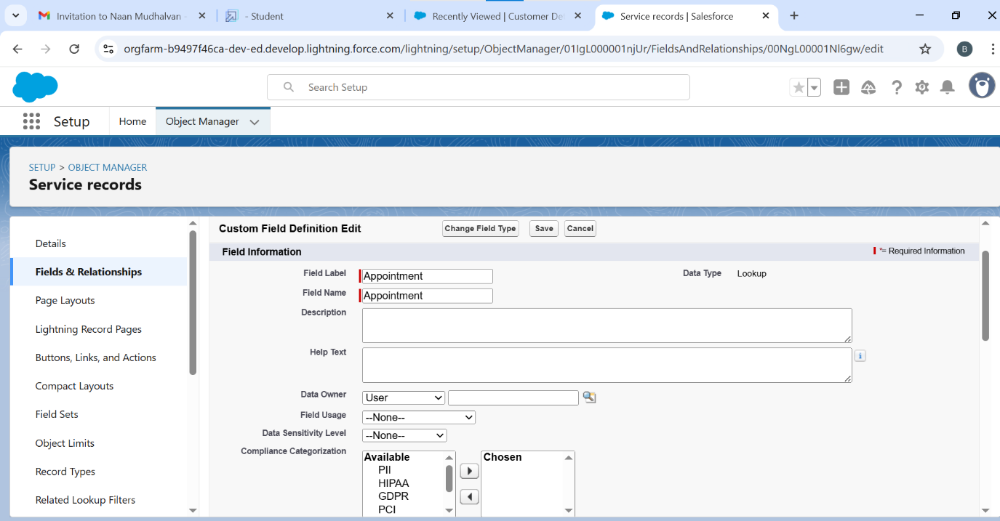 Invitation to Naan Mudhalvan -
- Student
Recently Viewed | Customer De
Service records | Salesforce
orgfarm-b9497f46ca-dev-ed.develop.lightning.force.com/lightning/setup/ObjectManager/01IgL000001njUr/FieldsAndRelationships/00NgL00001Nl6gw/edit
B
Search Setup
Setup
Home
Object Manager
SETUP > OBJECT MANAGER
Service records
Details
Fields & Relationships
Page Layouts
Lightning Record Pages
Buttons, Links, and Actions
Compact Layouts
Field Sets
Object Limits
Record Types
Related Lookup Filters
Custom Field Definition Edit
Change Field Type
Save
Cancel
Field Information
*= Required Information
Field Label
Appointment
Data Type
Lookup
Field Name
Appointment
Description
Help Text
i
Data Owner
User
Field Usage
--None--
Data Sensitivity Level
--None--
Compliance Categorization
Available
PII
HIPAA
GDPR
PCI
Chosen